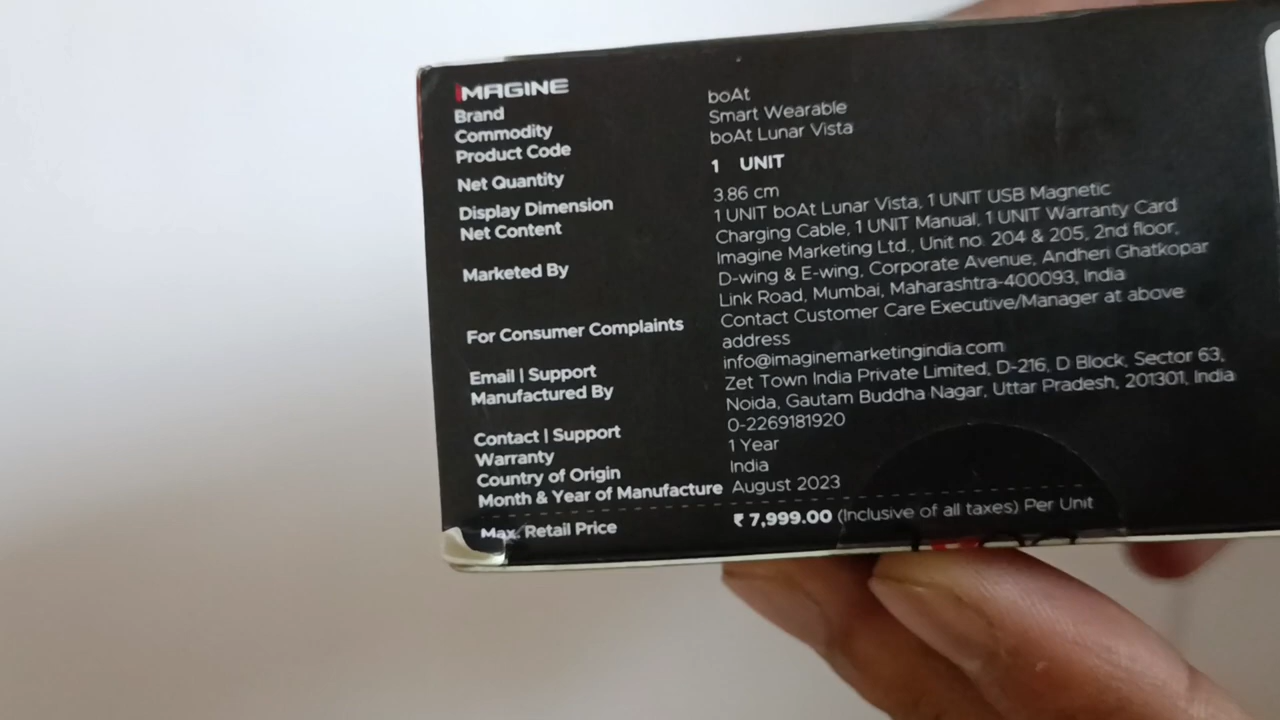 IMAGINE
Brand boAt
Commodity Smart Wearable
Product Code boAt Lunar Vista
Net Quantity 1 UNIT
Display Dimension 3.86 cm
Net Content 1 UNIT boAt Lunar Vista, 1 UNIT USB Magnetic
Charging Cable, 1 UNIT Manual, 1 UNIT Warranty Card
Marketed By Imagine Marketing Ltd., Unit no. 204 & 205, 2nd floor,
D-wing & E-wing, Corporate Avenue, Andheri Ghatkopar
Link Road, Mumbai, Maharashtra-400093, India
For Consumer Complaints Contact Customer Care Executive/Manager at above
address
Email | Support info@imaginemarketingindia.com
Manufactured By Zet Town India Private Limited, D-216, D Block, Sector 63,
Noida, Gautam Buddha Nagar, Uttar Pradesh, 201301, India
Contact | Support 0-2269181920
Warranty 1 Year
Country of Origin India
Month & Year of Manufacture August 2023
Max. Retail Price ₹ 7,999.00 (Inclusive of all taxes) Per Unit